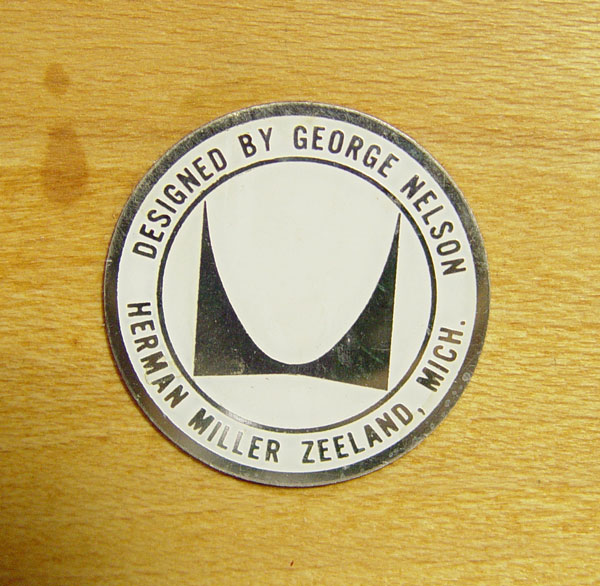 DESIGNED BY GEORGE NELSON
HERMAN MILLER ZEELAND, MICH.